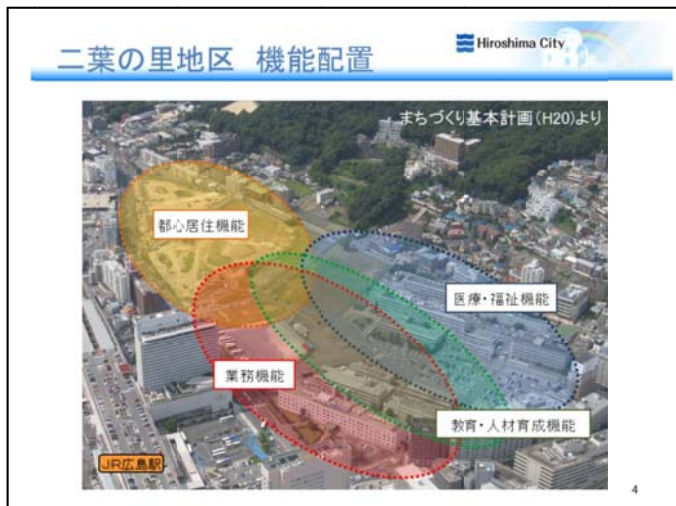 二葉の里地区 機能配置
Hiroshima City
まちづくり基本計画(H20)より
都心居住機能
医療・福祉機能
業務機能
教育・人材育成機能
JR広島駅
4